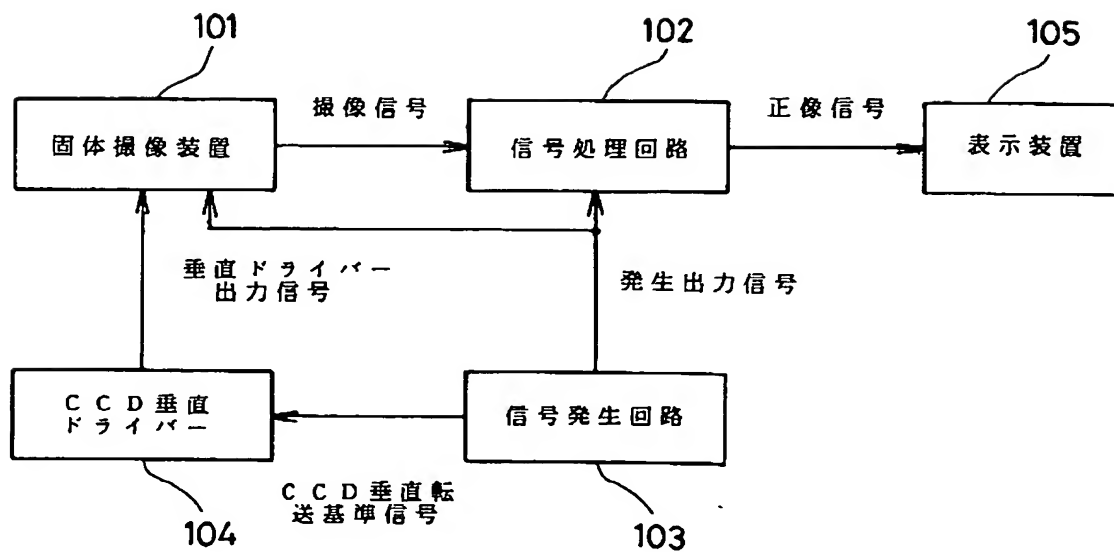 101
102
105
撮像信号
正像信号
固体撮像装置
信号処理回路
表示装置
垂直ドライバー
出力信号
発生出力信号
CCD垂直
ドライバー
信号発生回路
CCD垂直転
送基準信号
104
103